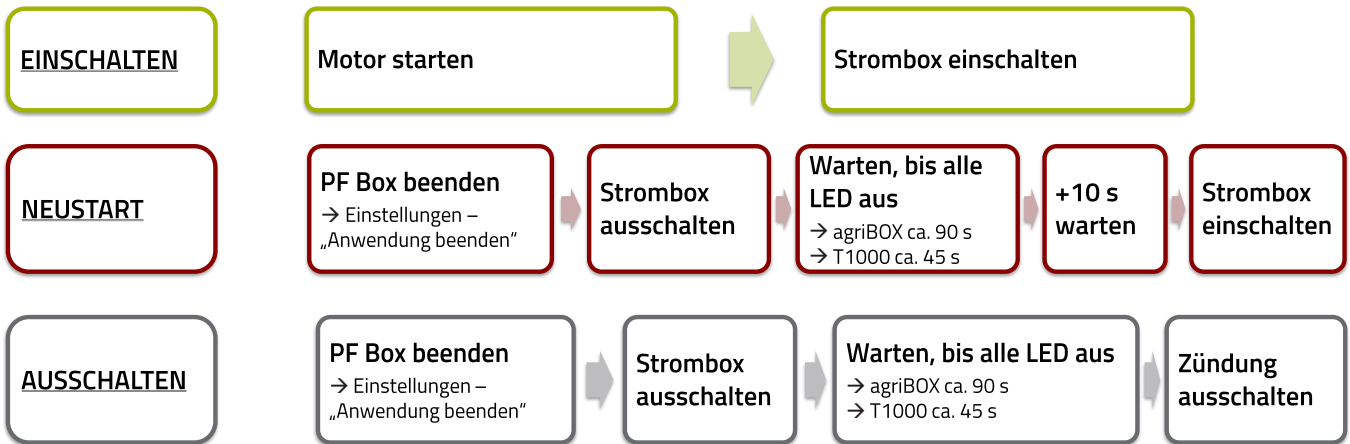 EINSCHALTEN
Motor starten
Strombox einschalten
NEUSTART
PF Box beenden
→ Einstellungen –
„Anwendung beenden“
Strombox
ausschalten
Warten, bis alle
LED aus
→ agriBOX ca. 90 s
→ T1000 ca. 45 s
+10 s
warten
Strombox
einschalten
AUSSCHALTEN
PF Box beenden
→ Einstellungen –
„Anwendung beenden“
Strombox
ausschalten
Warten, bis alle LED aus
→ agriBOX ca. 90 s
→ T1000 ca. 45 s
Zündung
ausschalten